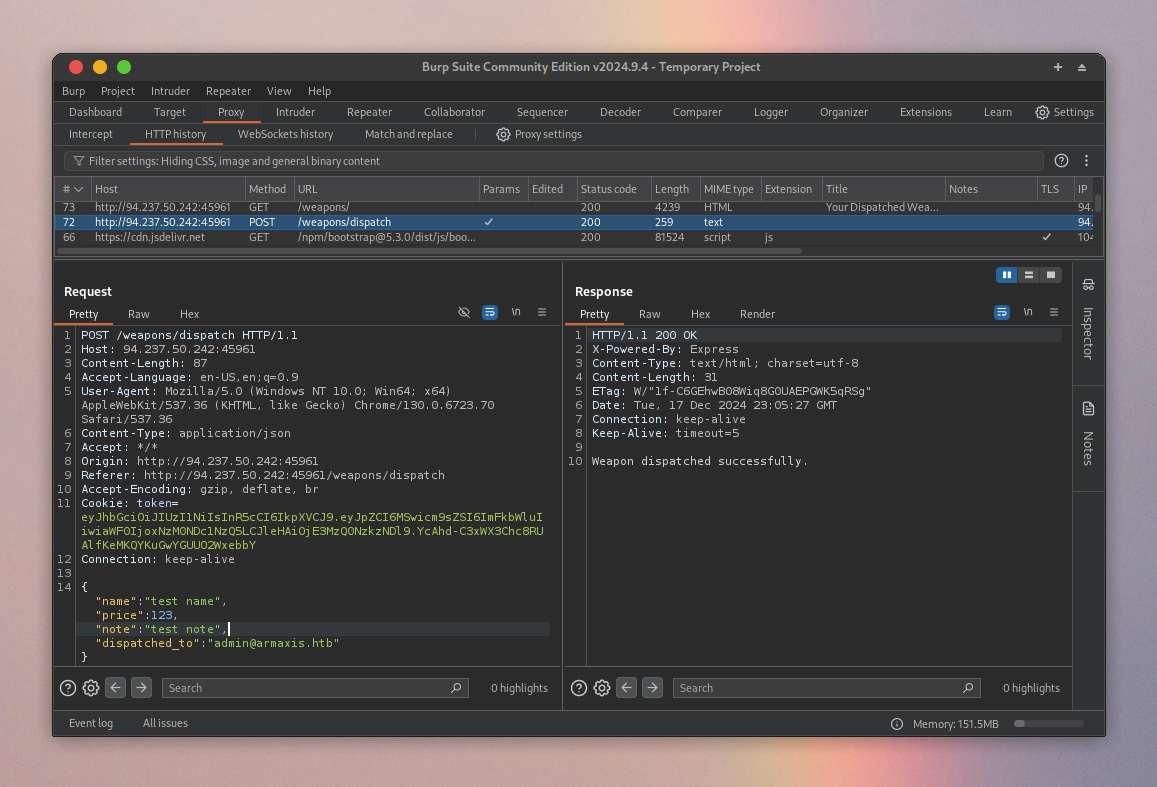 Burp Suite Community Edition v2024.9.4 - Temporary Project
Burp Project Intruder Repeater View Help
Dashboard Target Proxy Intruder Repeater Collaborator Sequencer Decoder Comparer Logger Organizer Extensions Learn Settings
Intercept HTTP history WebSockets history Match and replace Proxy settings
Filter settings: Hiding CSS, image and general binary content
# Host Method URL Params Edited Status code Length MIME type Extension Title Notes TLS IP
73 http://94.237.50.242:45961 GET /weapons/ 200 4239 HTML Your Dispatched Wea... 94.
72 http://94.237.50.242:45961 POST /weapons/dispatch ✓ 200 259 text 94.
66 https://cdn.jsdelivr.net GET /npm/bootstrap@5.3.0/dist/js/boo... 200 81524 script js ✓ 104
Request
Pretty Raw Hex \n
1 POST /weapons/dispatch HTTP/1.1
2 Host: 94.237.50.242:45961
3 Content-Length: 87
4 Accept-Language: en-US,en;q=0.9
5 User-Agent: Mozilla/5.0 (Windows NT 10.0; Win64; x64)
AppleWebKit/537.36 (KHTML, like Gecko) Chrome/130.0.6723.70
Safari/537.36
6 Content-Type: application/json
7 Accept: */*
8 Origin: http://94.237.50.242:45961
9 Referer: http://94.237.50.242:45961/weapons/dispatch
10 Accept-Encoding: gzip, deflate, br
11 Cookie: token=
eyJhbGciOiJIUzI1NiIsInR5cCI6IkpXVCJ9.eyJpZCI6MSwicm9sZSI6ImFkbWluI
iwiaWF0IjoxNzM0NDc1NzQ5LCJleHAiOjE3MzQ0NzkzNDl9.YcAhd-C3xWX3Chc8RU
AlfKeMKQYKuGwYGUUO2WxebbY
12 Connection: keep-alive
13
14 {
"name":"test name",
"price":123,
"note":"test note",
"dispatched_to":"admin@armaxis.htb"
}
Search 0 highlights
Response
Pretty Raw Hex Render \n
1 HTTP/1.1 200 OK
2 X-Powered-By: Express
3 Content-Type: text/html; charset=utf-8
4 Content-Length: 31
5 ETag: W/"1f-C6GEhwB08Wiq8G0UAEPGWK5qRSg"
6 Date: Tue, 17 Dec 2024 23:05:27 GMT
7 Connection: keep-alive
8 Keep-Alive: timeout=5
9
10 Weapon dispatched successfully.
Search 0 highlights
Inspector
Notes
Event log All issues Memory: 151.5MB